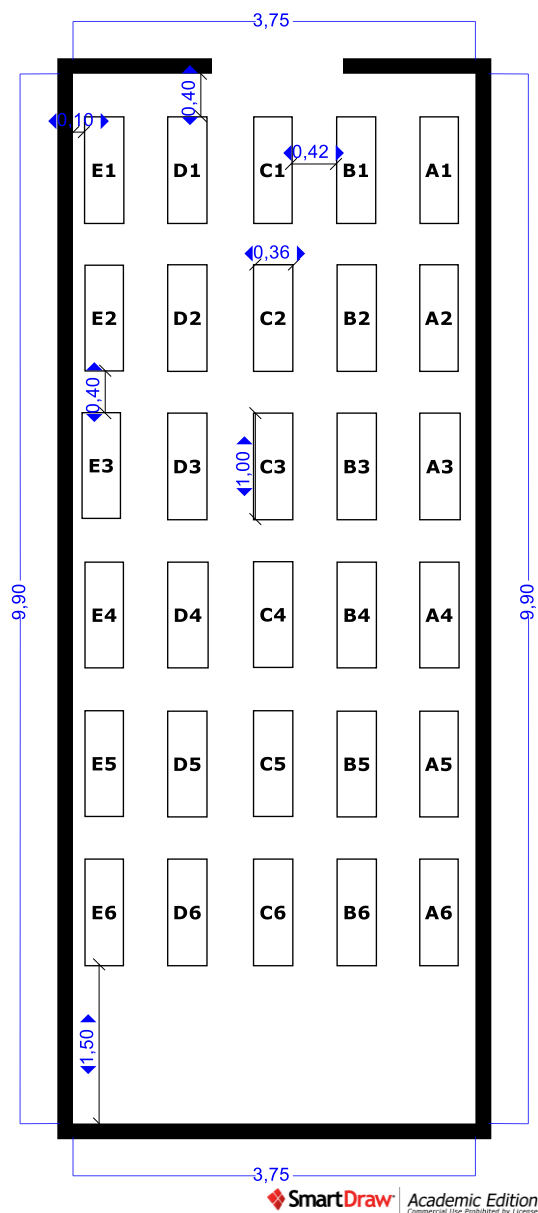 3,75
0,40
0,10
0,42
E1 D1 C1 B1 A1
0,36
E2 D2 C2 B2 A2
0,40
E3 D3 C3 B3 A3
1,00
9,90
9,90
E4 D4 C4 B4 A4
E5 D5 C5 B5 A5
E6 D6 C6 B6 A6
1,50
3,75
SmartDraw Academic Edition
Commercial Use Prohibited by License